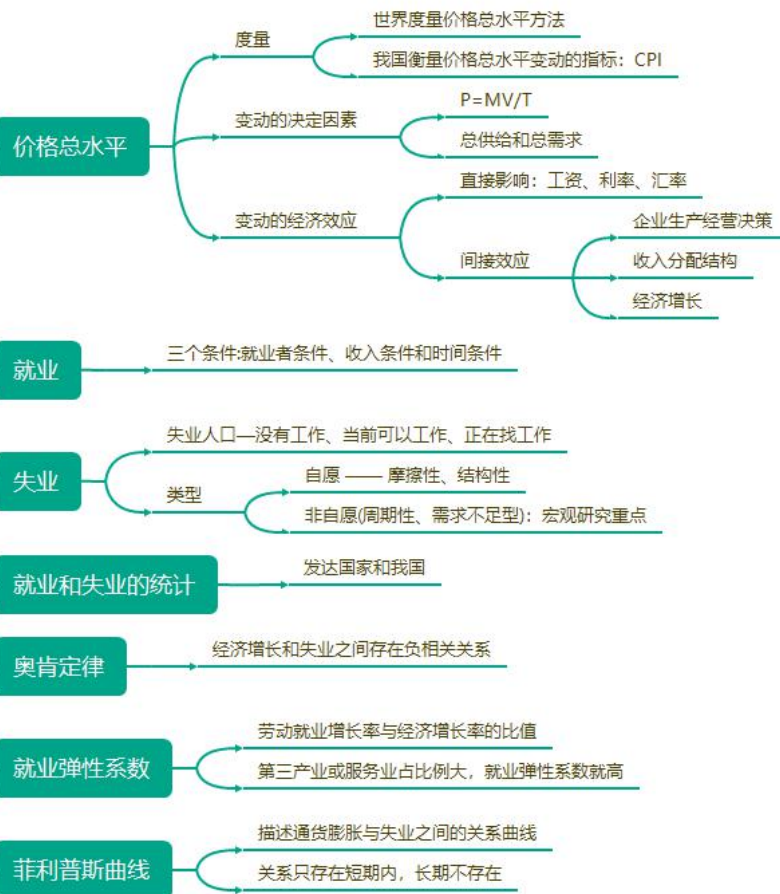 价格总水平
度量
世界度量价格总水平方法
我国衡量价格总水平变动的指标：CPI
变动的决定因素
P=MV/T
总供给和总需求
变动的经济效应
直接影响：工资、利率、汇率
间接效应
企业生产经营决策
收入分配结构
经济增长
就业
三个条件:就业者条件、收入条件和时间条件
失业
失业人口—没有工作、当前可以工作、正在找工作
类型
自愿 —— 摩擦性、结构性
非自愿(周期性、需求不足型)：宏观研究重点
就业和失业的统计
发达国家和我国
奥肯定律
经济增长和失业之间存在负相关关系
就业弹性系数
劳动就业增长率与经济增长率的比值
第三产业或服务业占比例大，就业弹性系数就高
菲利普斯曲线
描述通货膨胀与失业之间的关系曲线
关系只存在短期内，长期不存在